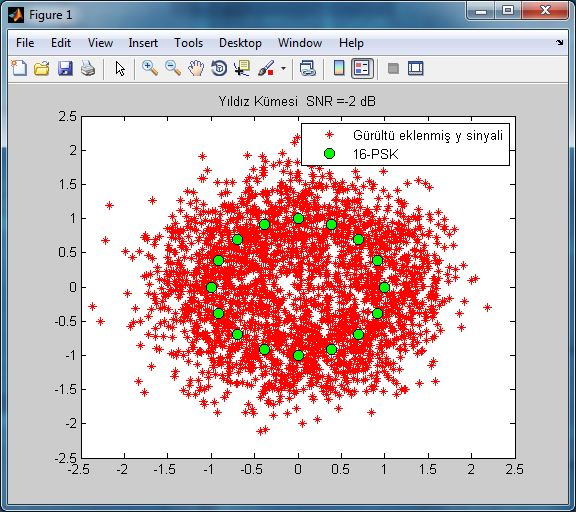 Figure 1
File Edit View Insert Tools Desktop Window Help
Yıldız Kümesi SNR =-2 dB
Gürültü eklenmiş y sinyali
16-PSK
2.5
2
1.5
1
0.5
0
-0.5
-1
-1.5
-2
-2.5
-2.5 -2 -1.5 -1 -0.5 0 0.5 1 1.5 2 2.5